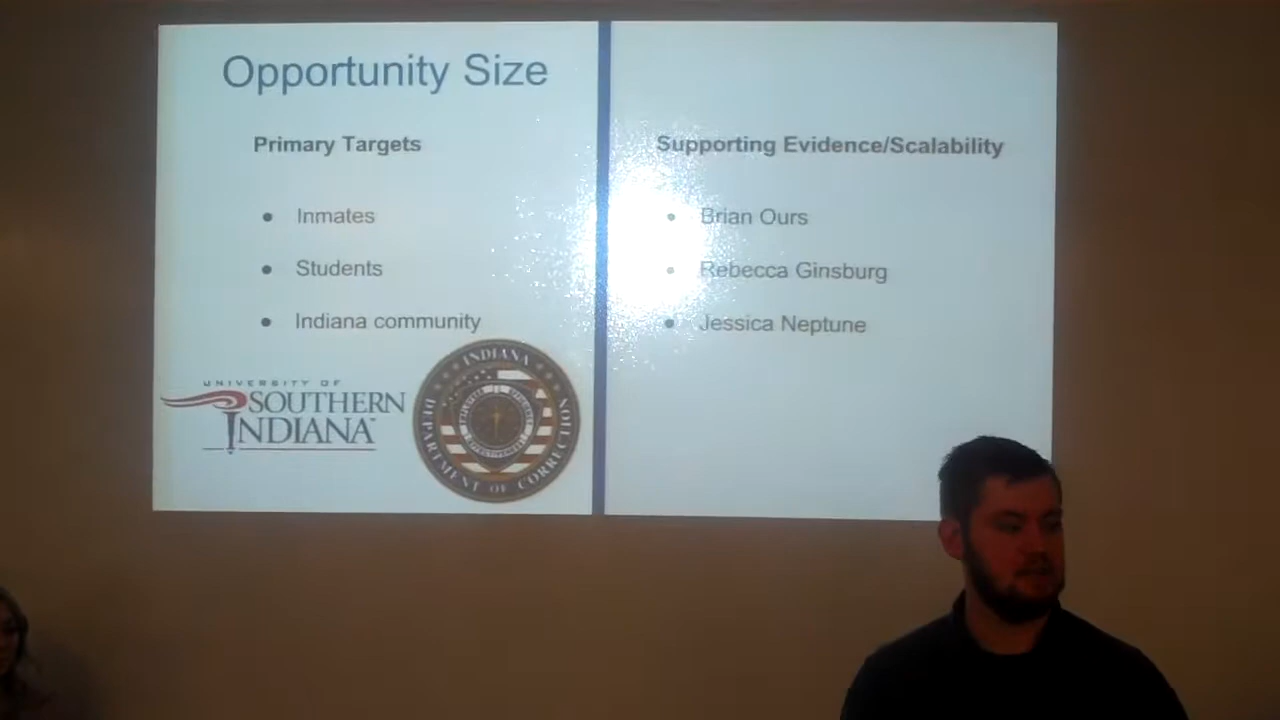 Opportunity Size
Primary Targets
● Inmates
● Students
● Indiana community
UNIVERSITY OF
SOUTHERN
INDIANA™
INDIANA
DEPARTMENT OF CORRECTION
Supporting Evidence/Scalability
● Brian Ours
● Rebecca Ginsburg
● Jessica Neptune